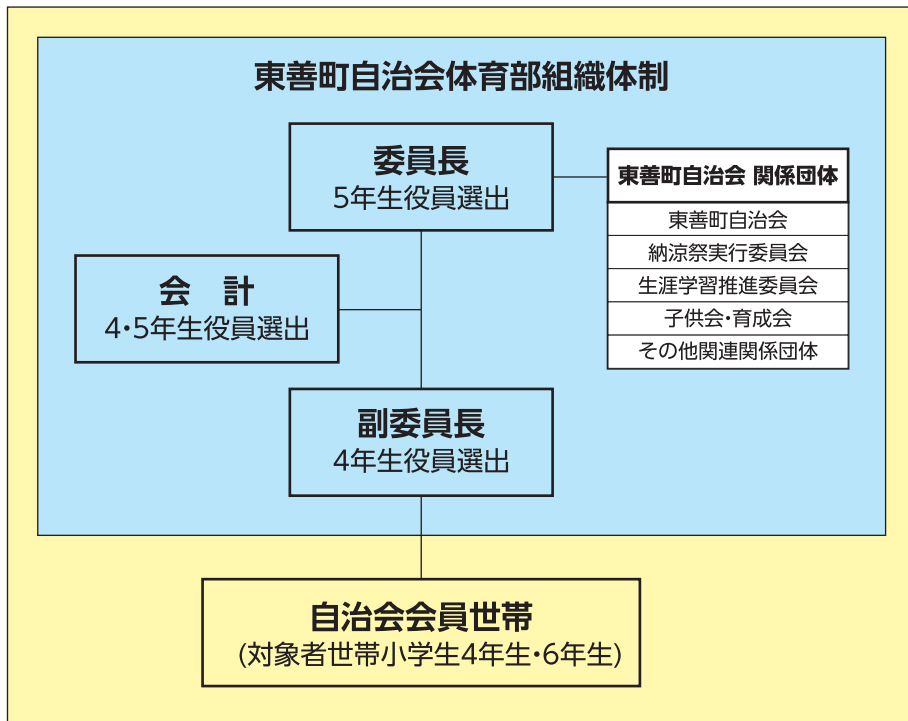 東善町自治会体育部組織体制
委員長
5年生役員選出
東善町自治会 関係団体
東善町自治会
納涼祭実行委員会
生涯学習推進委員会
子供会・育成会
その他関連関係団体
会　計
4・5年生役員選出
副委員長
4年生役員選出
自治会会員世帯
(対象者世帯小学生4年生・6年生)